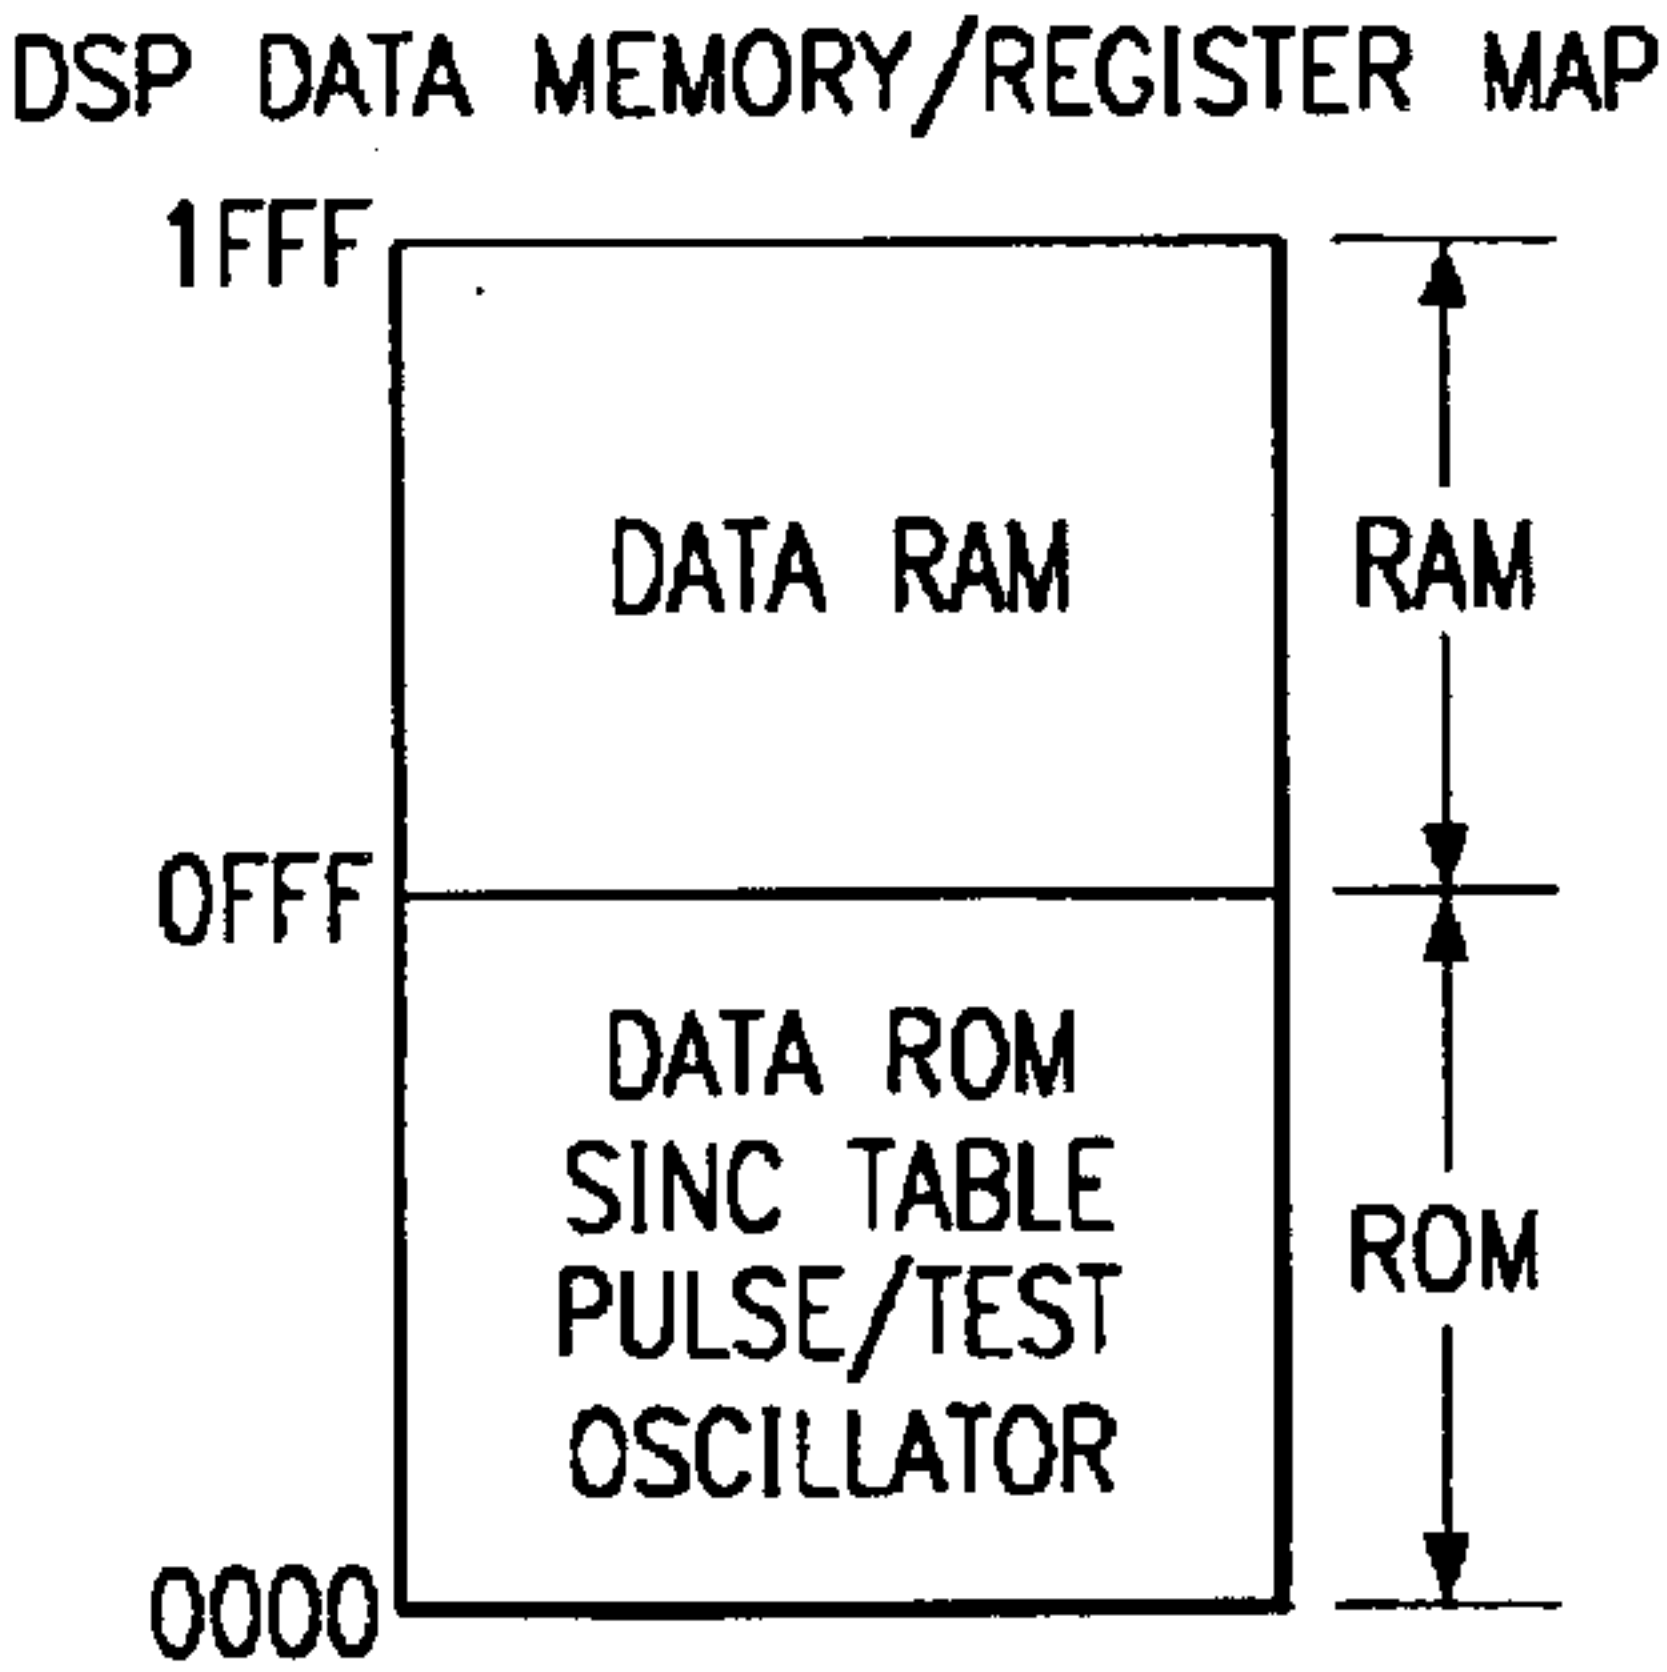 DSP DATA MEMORY/REGISTER MAP
1FFF
DATA RAM
RAM
0FFF
DATA ROM
SINC TABLE
PULSE/TEST
OSCILLATOR
ROM
0000